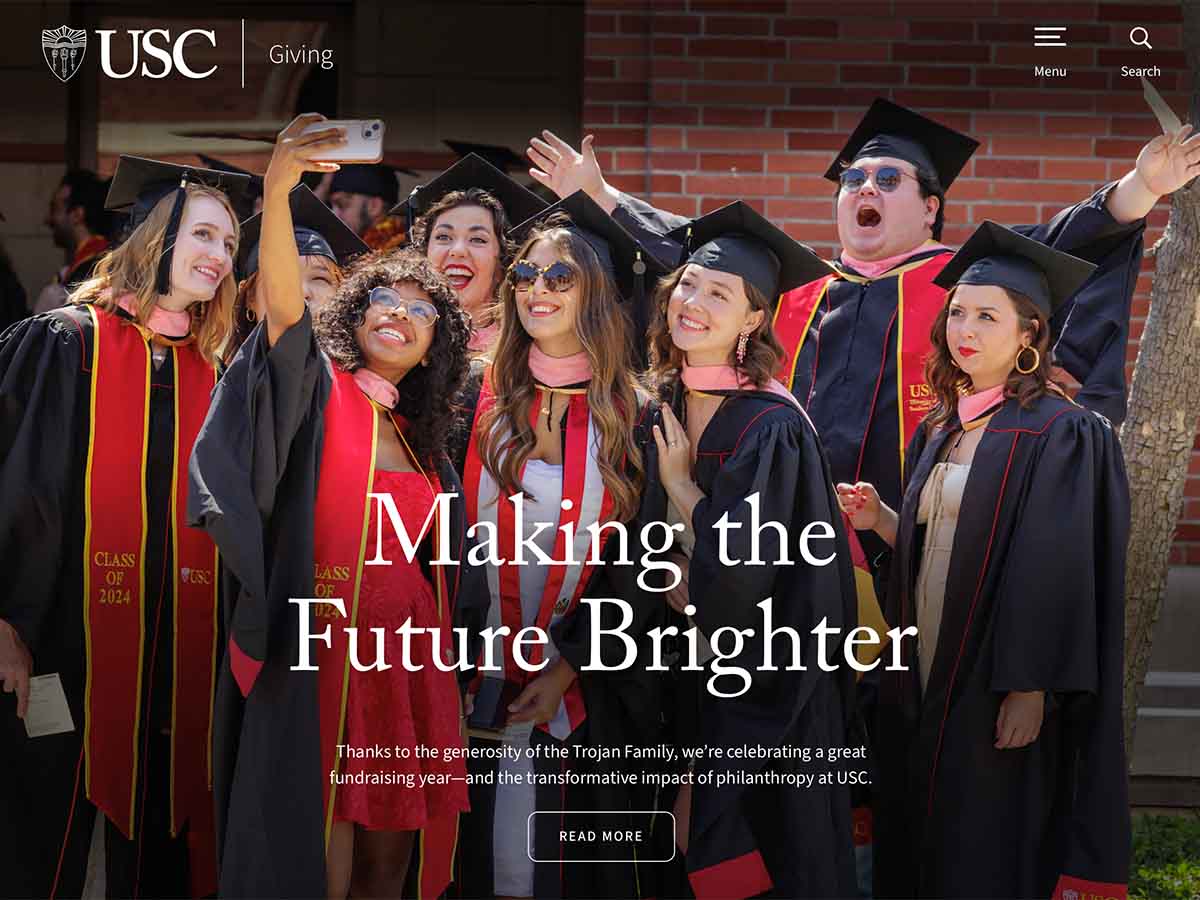 USC
Giving
Menu
Search
USC
CLASS
OF
2024
USC
CLASS
OF
2024
Making the
Future Brighter
Thanks to the generosity of the Trojan Family, we’re celebrating a great
fundraising year—and the transformative impact of philanthropy at USC.
READ MORE